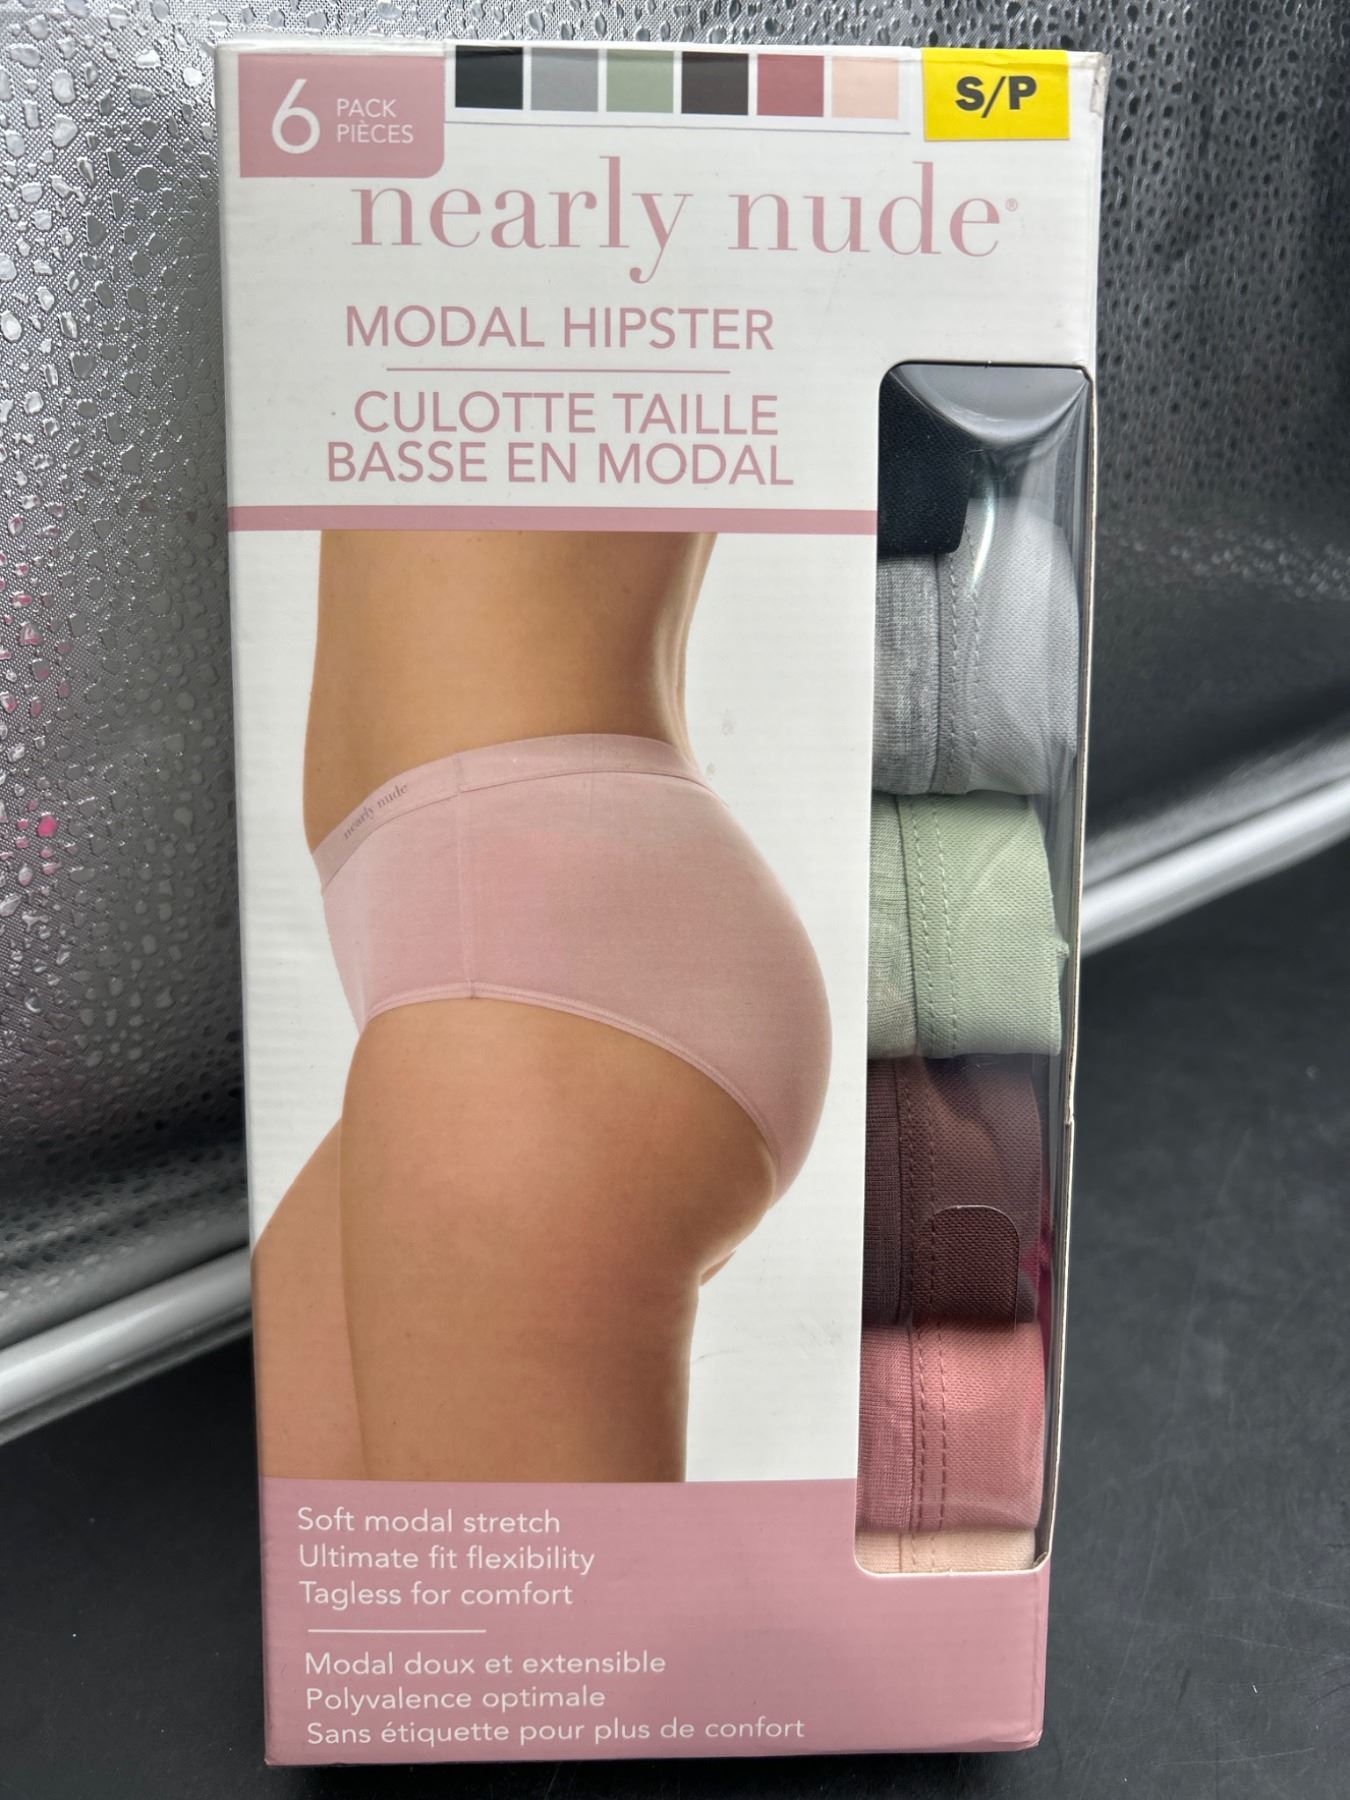 6 PACK
PIÈCES
S/P
nearly nude®
MODAL HIPSTER
CULOTTE TAILLE
BASSE EN MODAL
nearly nude
Soft modal stretch
Ultimate fit flexibility
Tagless for comfort
Modal doux et extensible
Polyvalence optimale
Sans étiquette pour plus de confort